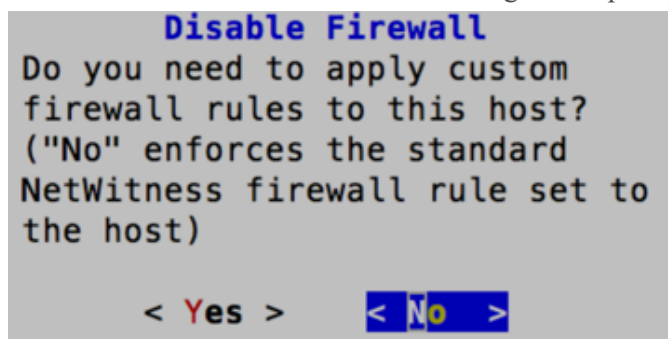 Disable Firewall
Do you need to apply custom
firewall rules to this host?
("No" enforces the standard
NetWitness firewall rule set to
the host)
< Yes > < No >